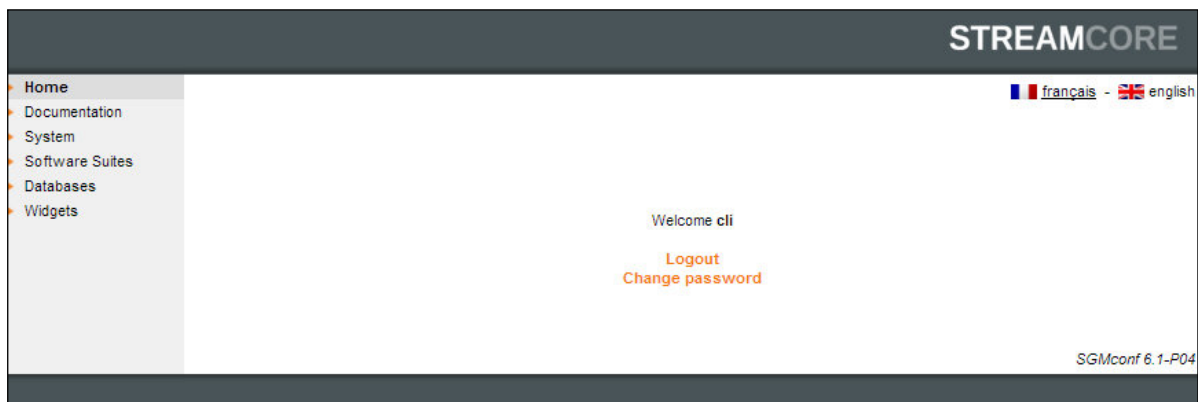 STREAMCORE
Home
Documentation
System
Software Suites
Databases
Widgets
français - english
Welcome cli
Logout
Change password
SGMconf 6.1-P04